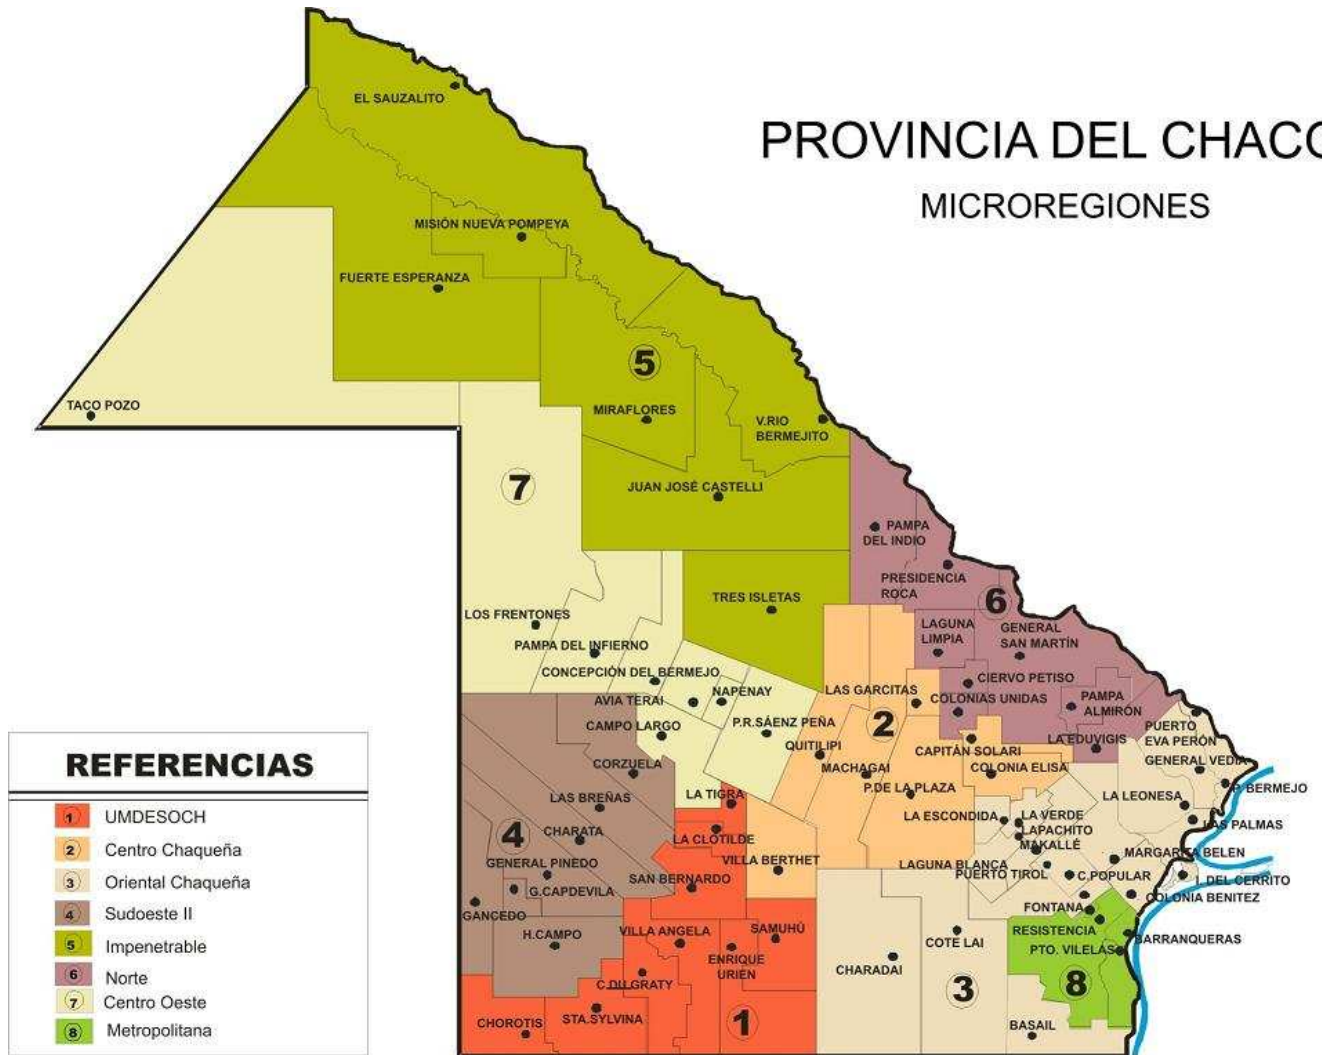 PROVINCIA DEL CHACO
MICROREGIONES
EL SAUZALITO
MISIÓN NUEVA POMPEYA
FUERTE ESPERANZA
5
TACO POZO
MIRAFLORES
V.RIO
BERMEJITO
7
JUAN JOSÉ CASTELLI
PAMPA
DEL INDIO
PRESIDENCIA
ROCA
6
TRES ISLETAS
LOS FRENTONES
LAGUNA
LIMPIA
GENERAL
SAN MARTÍN
PAMPA DEL INFIERNO
CONCEPCIÓN DEL BERMEJO
CIERVO PETISO
AVIA TERAI
NAPENAY
LAS GARCITAS
COLONIAS UNIDAS
PAMPA
ALMIRÓN
CAMPO LARGO
P.R.SÁENZ PEÑA
2
PUERTO
EVA PERÓN
QUITILIPI
CAPITÁN SOLARI
LA EDUVIGIS
CORZUELA
MACHAGAI
COLONIA ELISA
GENERAL VEDIA
P. BERMEJO
LAS BREÑAS
LA TIGRA
P.DE LA PLAZA
LA LEONESA
4
CHARATA
LA CLOTILDE
LA ESCONDIDA
LA VERDE
LAPACHITO
MAKALLÉ
LAS PALMAS
GENERAL PINEDO
VILLA BERTHET
LAGUNA BLANCA
MARGARITA BELEN
PUERTO TIROL
C.POPULAR
I. DEL CERRITO
G.CAPDEVILA
SAN BERNARDO
COLONIA BENITEZ
GANCEDO
FONTANA
H.CAMPO
VILLA ANGELA
SAMUHÚ
COTE LAI
RESISTENCIA
BARRANQUERAS
ENRIQUE
URIÉN
PTO. VILELAS
CHARADAI
C.DU GRATY
3
8
STA.SYLVINA
1
CHOROTIS
BASAIL
REFERENCIAS
1 UMDESOCH
2 Centro Chaqueña
3 Oriental Chaqueña
4 Sudoeste II
5 Impenetrable
6 Norte
7 Centro Oeste
8 Metropolitana